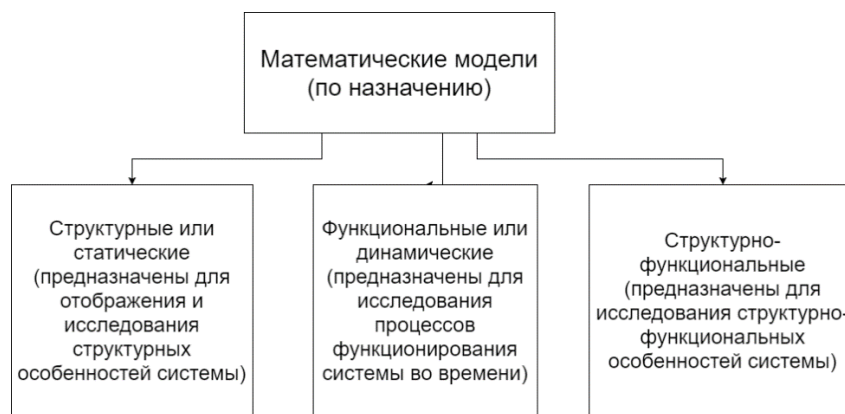 Математические модели
(по назначению)
Структурные или
статические
(предназначены для
отображения и
исследования
структурных
особенностей системы)
Функциональные или
динамические
(предназначены для
исследования
процессов
функционирования
системы во времени)
Структурно-
функциональные
(предназначены для
исследования структурно-
функциональных
особенностей системы)